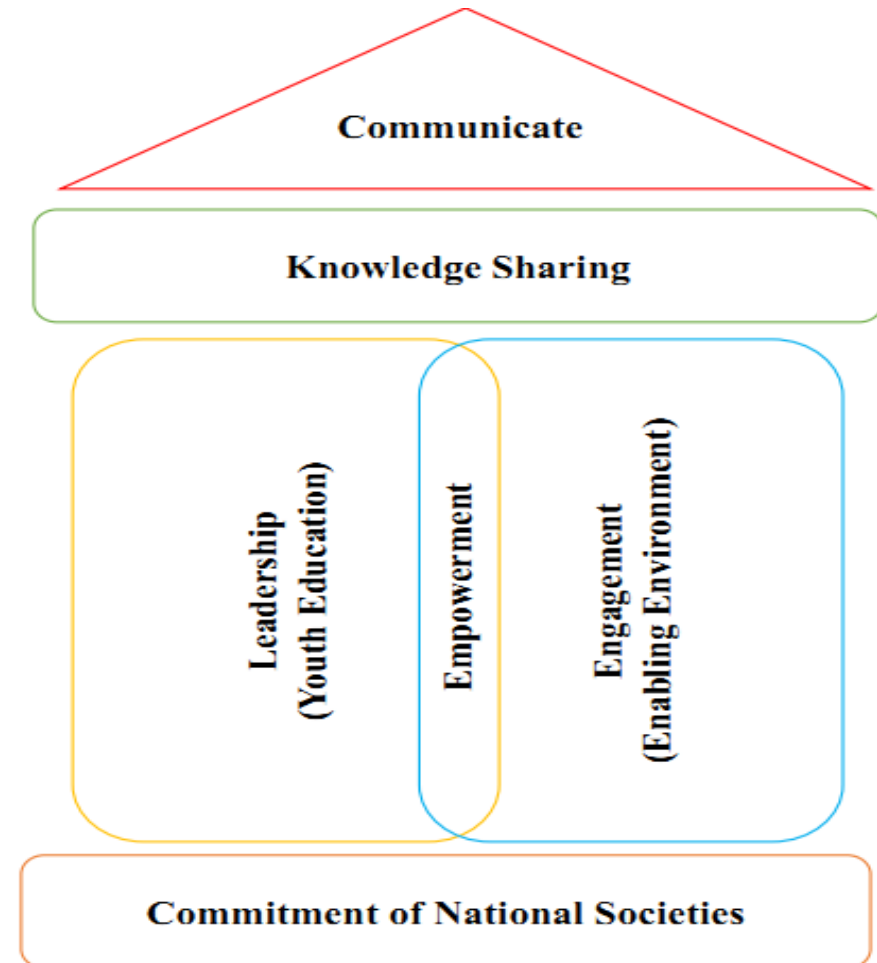 Communicate
Knowledge Sharing
Leadership
(Youth Education)
Empowerment
Engagement
(Enabling Environment)
Commitment of National Societies